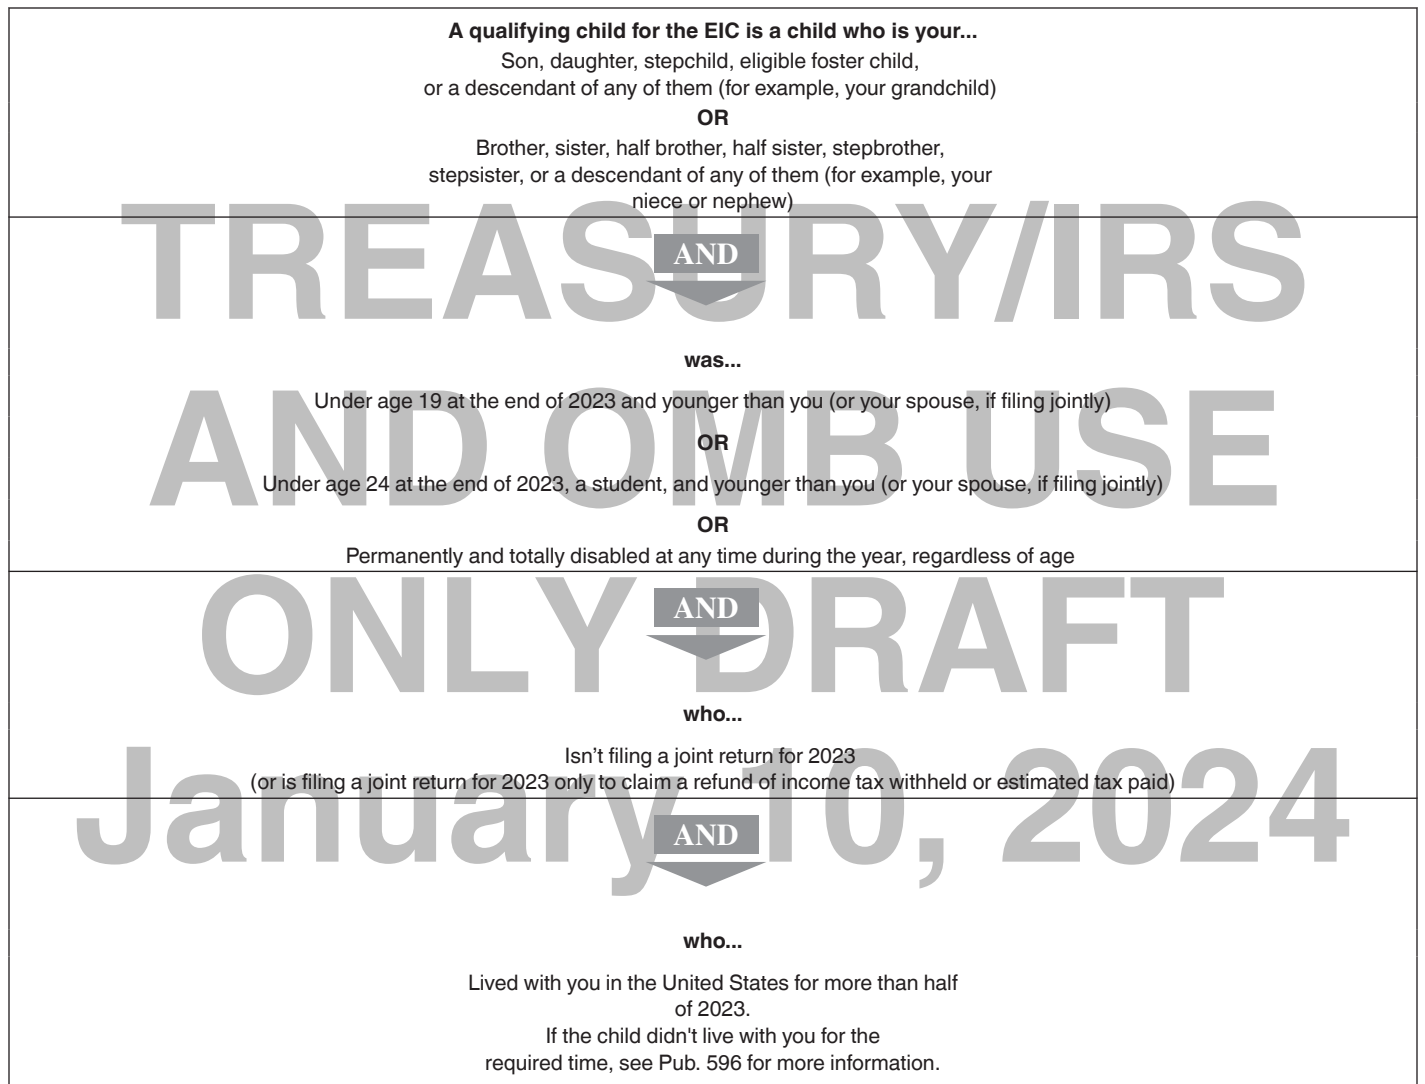 A qualifying child for the EIC is a child who is your...
Son, daughter, stepchild, eligible foster child,
or a descendant of any of them (for example, your grandchild)
OR
Brother, sister, half brother, half sister, stepbrother,
stepsister, or a descendant of any of them (for example, your
niece or nephew)
TREASURY/IRS
AND
was...
Under age 19 at the end of 2023 and younger than you (or your spouse, if filing jointly)
AND OMB USE
OR
Under age 24 at the end of 2023, a student, and younger than you (or your spouse, if filing jointly)
OR
Permanently and totally disabled at any time during the year, regardless of age
ONLY DRAFT
AND
who...
Isn’t filing a joint return for 2023
(or is filing a joint return for 2023 only to claim a refund of income tax withheld or estimated tax paid)
January 10, 2024
AND
who...
Lived with you in the United States for more than half
of 2023.
If the child didn't live with you for the
required time, see Pub. 596 for more information.